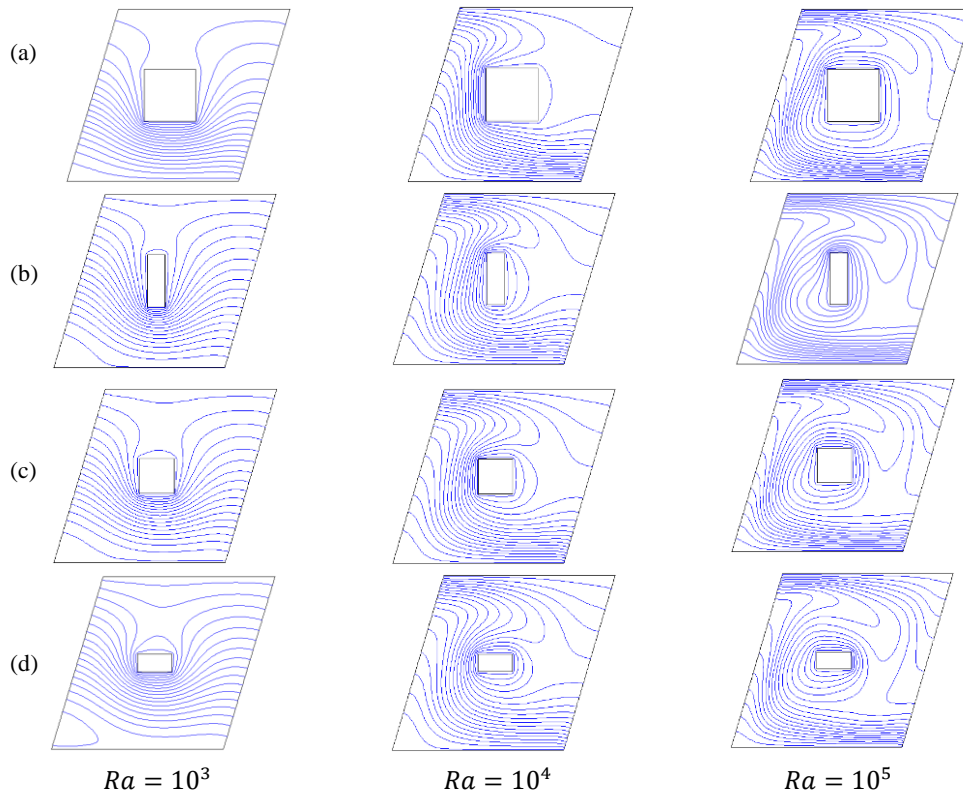 (a)
(b)
(c)
(d)
Ra = 10³ Ra = 10⁴ Ra = 10⁵